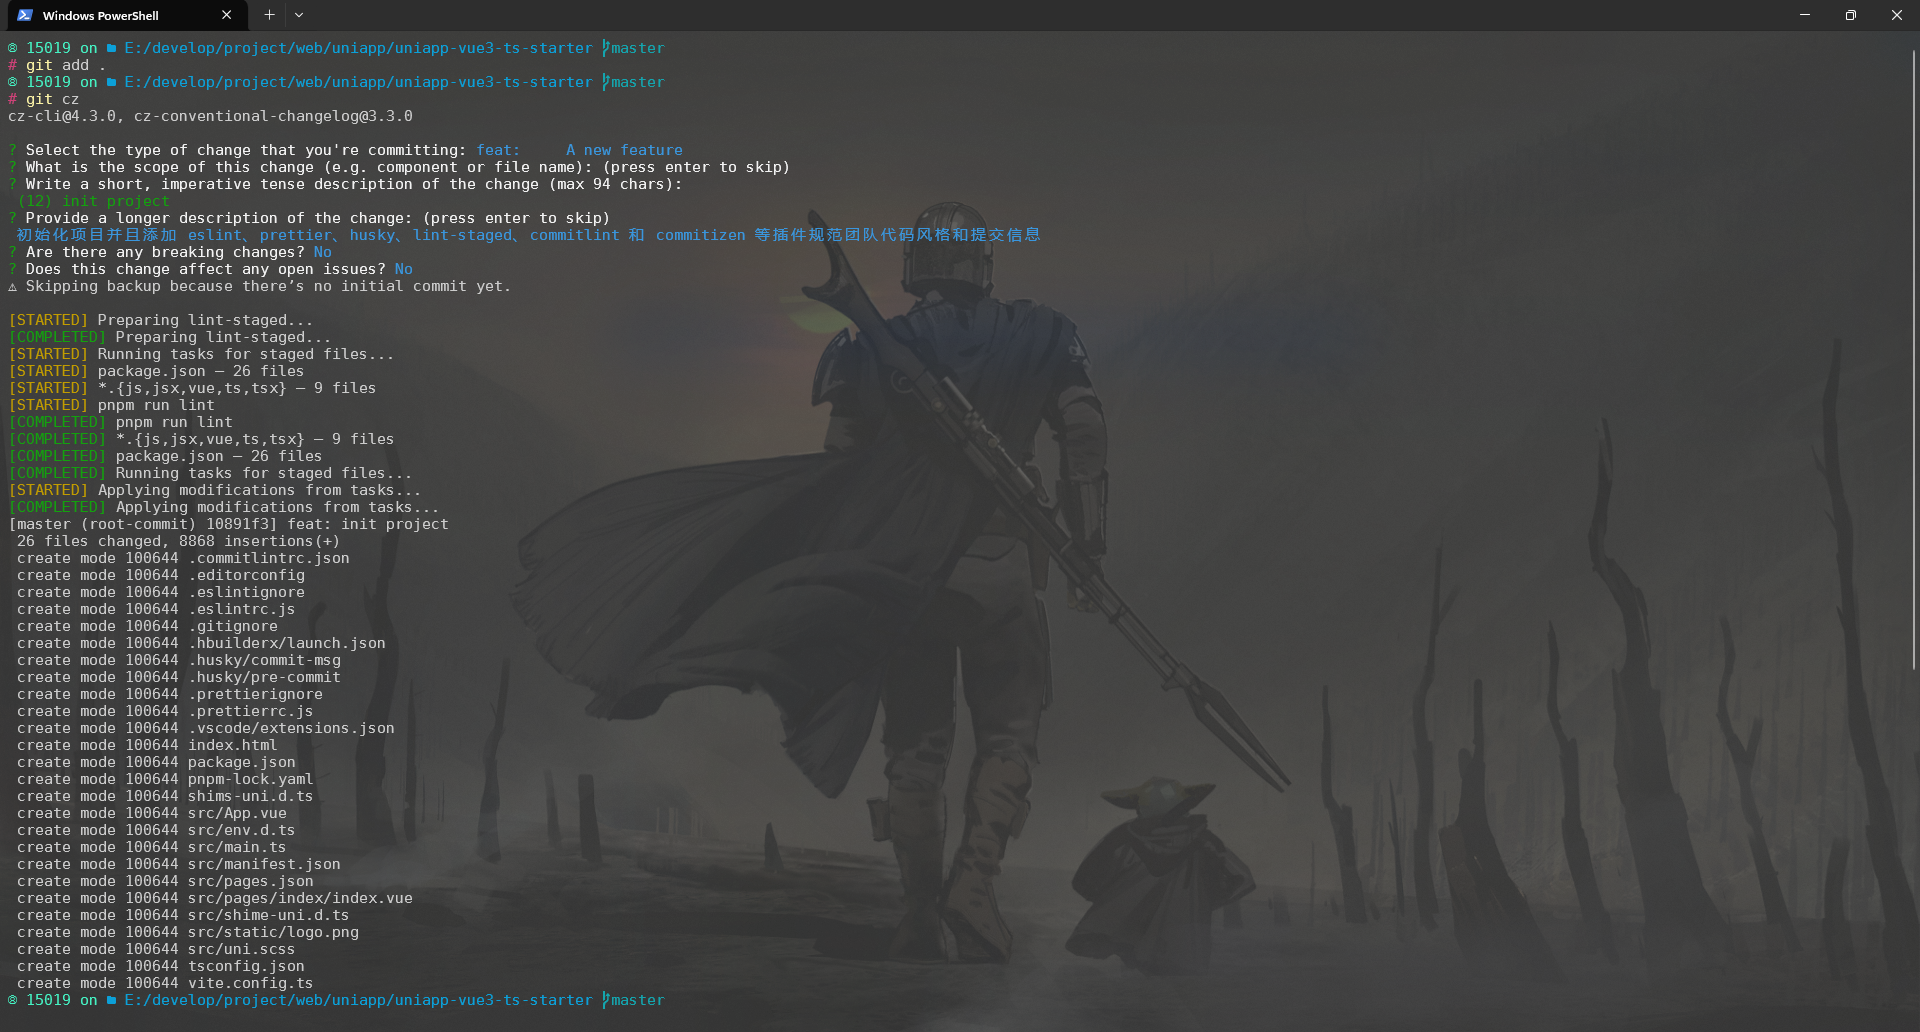 Windows PowerShell
15019 on E:/develop/project/web/uniapp/uniapp-vue3-ts-starter master
# git add .
15019 on E:/develop/project/web/uniapp/uniapp-vue3-ts-starter master
# git cz
cz-cli@4.3.0, cz-conventional-changelog@3.3.0
? Select the type of change that you're committing: feat:     A new feature
? What is the scope of this change (e.g. component or file name): (press enter to skip)
? Write a short, imperative tense description of the change (max 94 chars):
(12) init project
? Provide a longer description of the change: (press enter to skip)
初始化项目并且添加 eslint、prettier、husky、lint-staged、commitlint 和 commitizen 等插件规范团队代码风格和提交信息
? Are there any breaking changes? No
? Does this change affect any open issues? No
⚠ Skipping backup because there’s no initial commit yet.
[STARTED] Preparing lint-staged...
[COMPLETED] Preparing lint-staged...
[STARTED] Running tasks for staged files...
[STARTED] package.json — 26 files
[STARTED] *.{js,jsx,vue,ts,tsx} — 9 files
[STARTED] pnpm run lint
[COMPLETED] pnpm run lint
[COMPLETED] *.{js,jsx,vue,ts,tsx} — 9 files
[COMPLETED] package.json — 26 files
[COMPLETED] Running tasks for staged files...
[STARTED] Applying modifications from tasks...
[COMPLETED] Applying modifications from tasks...
[master (root-commit) 10891f3] feat: init project
26 files changed, 8868 insertions(+)
create mode 100644 .commitlintrc.json
create mode 100644 .editorconfig
create mode 100644 .eslintignore
create mode 100644 .eslintrc.js
create mode 100644 .gitignore
create mode 100644 .hbuilderx/launch.json
create mode 100644 .husky/commit-msg
create mode 100644 .husky/pre-commit
create mode 100644 .prettierignore
create mode 100644 .prettierrc.js
create mode 100644 .vscode/extensions.json
create mode 100644 index.html
create mode 100644 package.json
create mode 100644 pnpm-lock.yaml
create mode 100644 shims-uni.d.ts
create mode 100644 src/App.vue
create mode 100644 src/env.d.ts
create mode 100644 src/main.ts
create mode 100644 src/manifest.json
create mode 100644 src/pages.json
create mode 100644 src/pages/index/index.vue
create mode 100644 src/shime-uni.d.ts
create mode 100644 src/static/logo.png
create mode 100644 src/uni.scss
create mode 100644 tsconfig.json
create mode 100644 vite.config.ts
15019 on E:/develop/project/web/uniapp/uniapp-vue3-ts-starter master